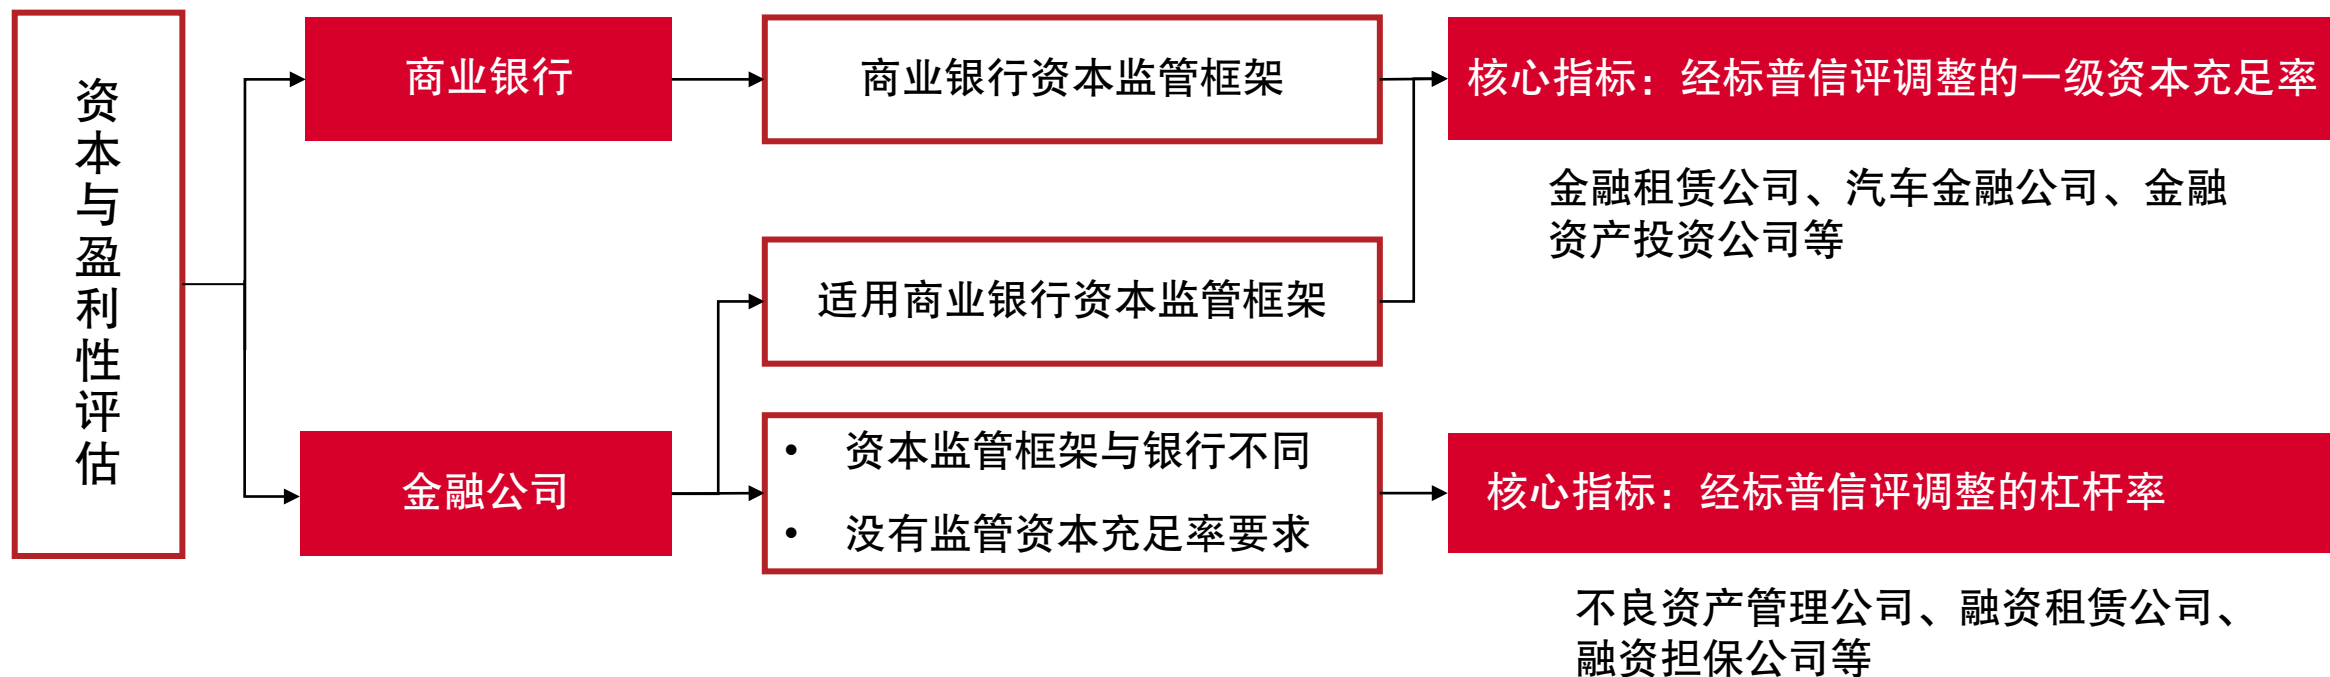 资本与盈利性评估
商业银行
商业银行资本监管框架
核心指标：经标普信评调整的一级资本充足率
金融租赁公司、汽车金融公司、金融
资产投资公司等
适用商业银行资本监管框架
金融公司
• 资本监管框架与银行不同
• 没有监管资本充足率要求
核心指标：经标普信评调整的杠杆率
不良资产管理公司、融资租赁公司、
融资担保公司等